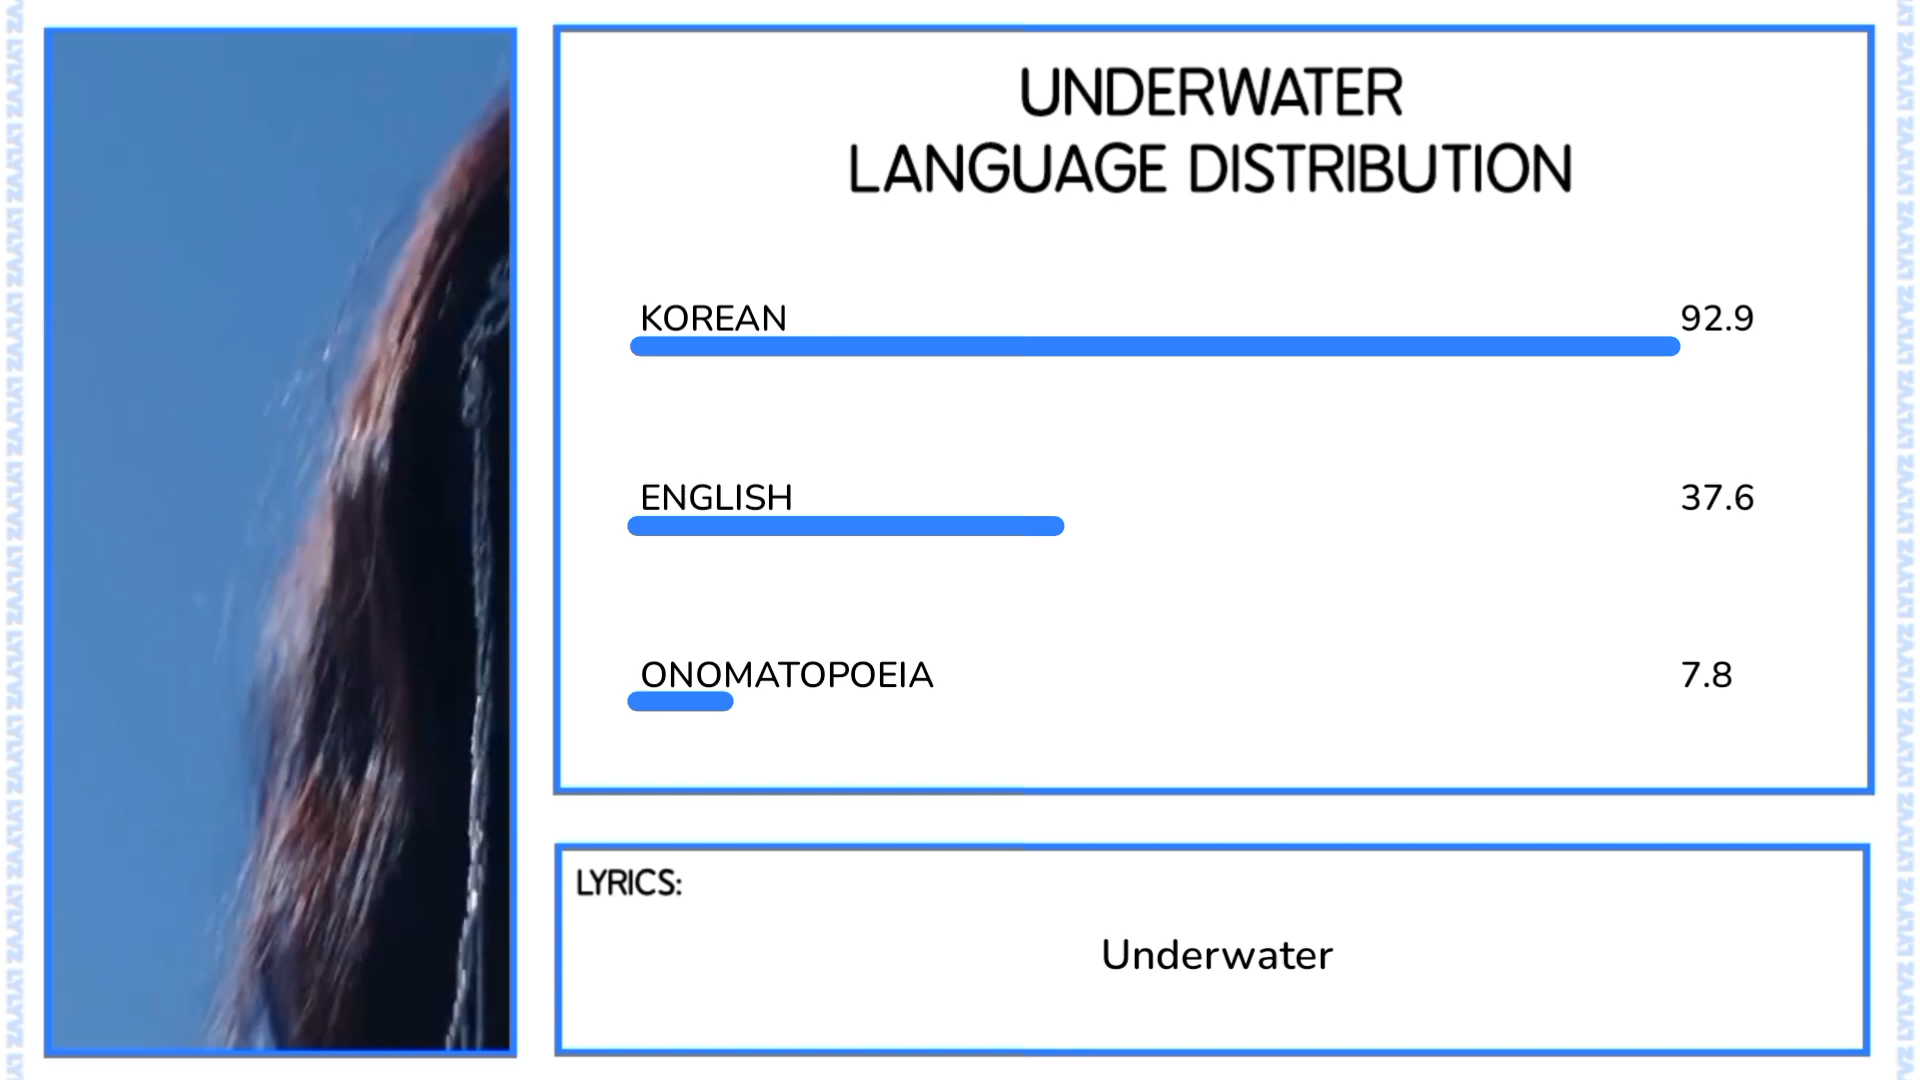 UNDERWATER
LANGUAGE DISTRIBUTION
KOREAN 92.9
ENGLISH 37.6
ONOMATOPOEIA 7.8
LYRICS:
Underwater